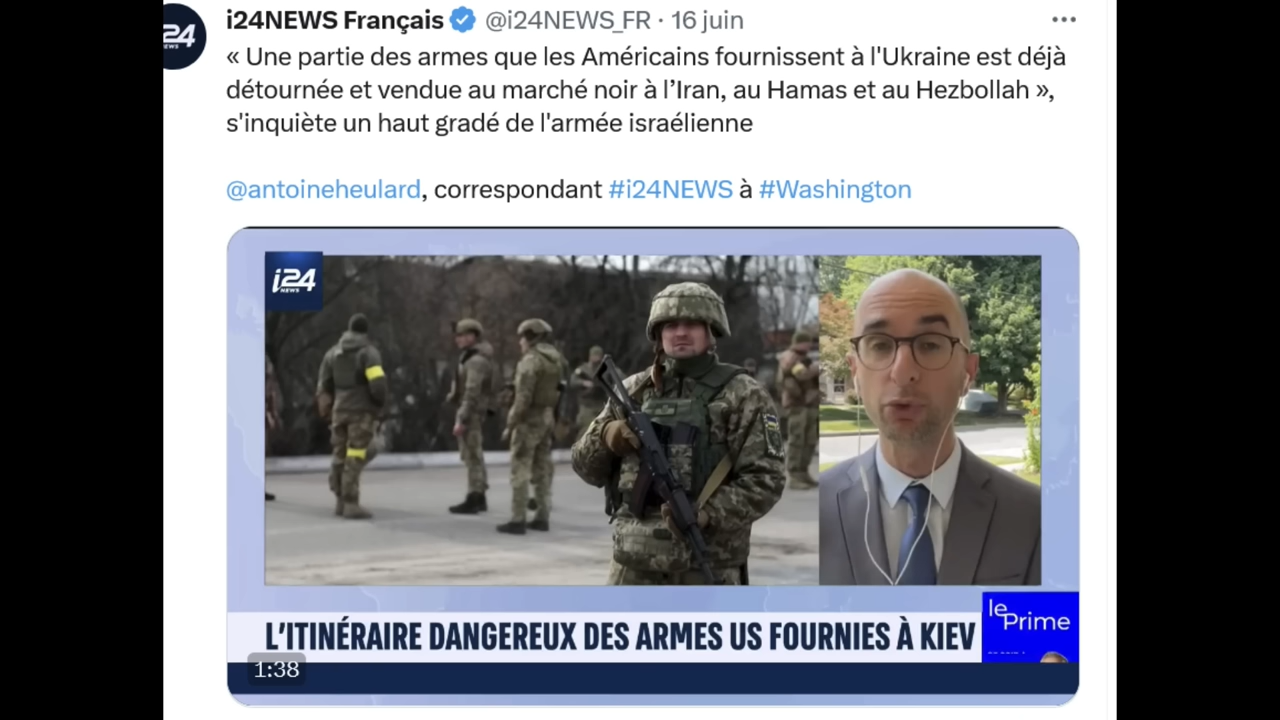 24
NEWS
i24NEWS Français @i24NEWS_FR · 16 juin
« Une partie des armes que les Américains fournissent à l'Ukraine est déjà
détournée et vendue au marché noir à l’Iran, au Hamas et au Hezbollah »,
s'inquiète un haut gradé de l'armée israélienne
@antoineheulard, correspondant #i24NEWS à #Washington
i24
NEWS
L'ITINÉRAIRE DANGEREUX DES ARMES US FOURNIES À KIEV
le
Prime
1:38